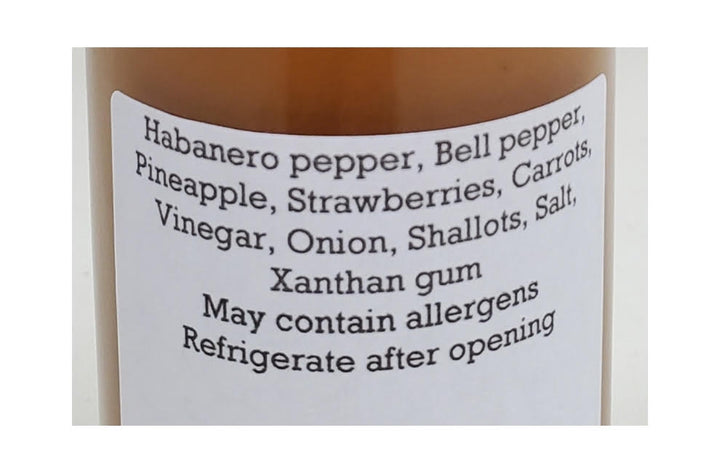 Habanero pepper, Bell pepper,
Pineapple, Strawberries, Carrots,
Vinegar, Onion, Shallots, Salt,
Xanthan gum
May contain allergens
Refrigerate after opening